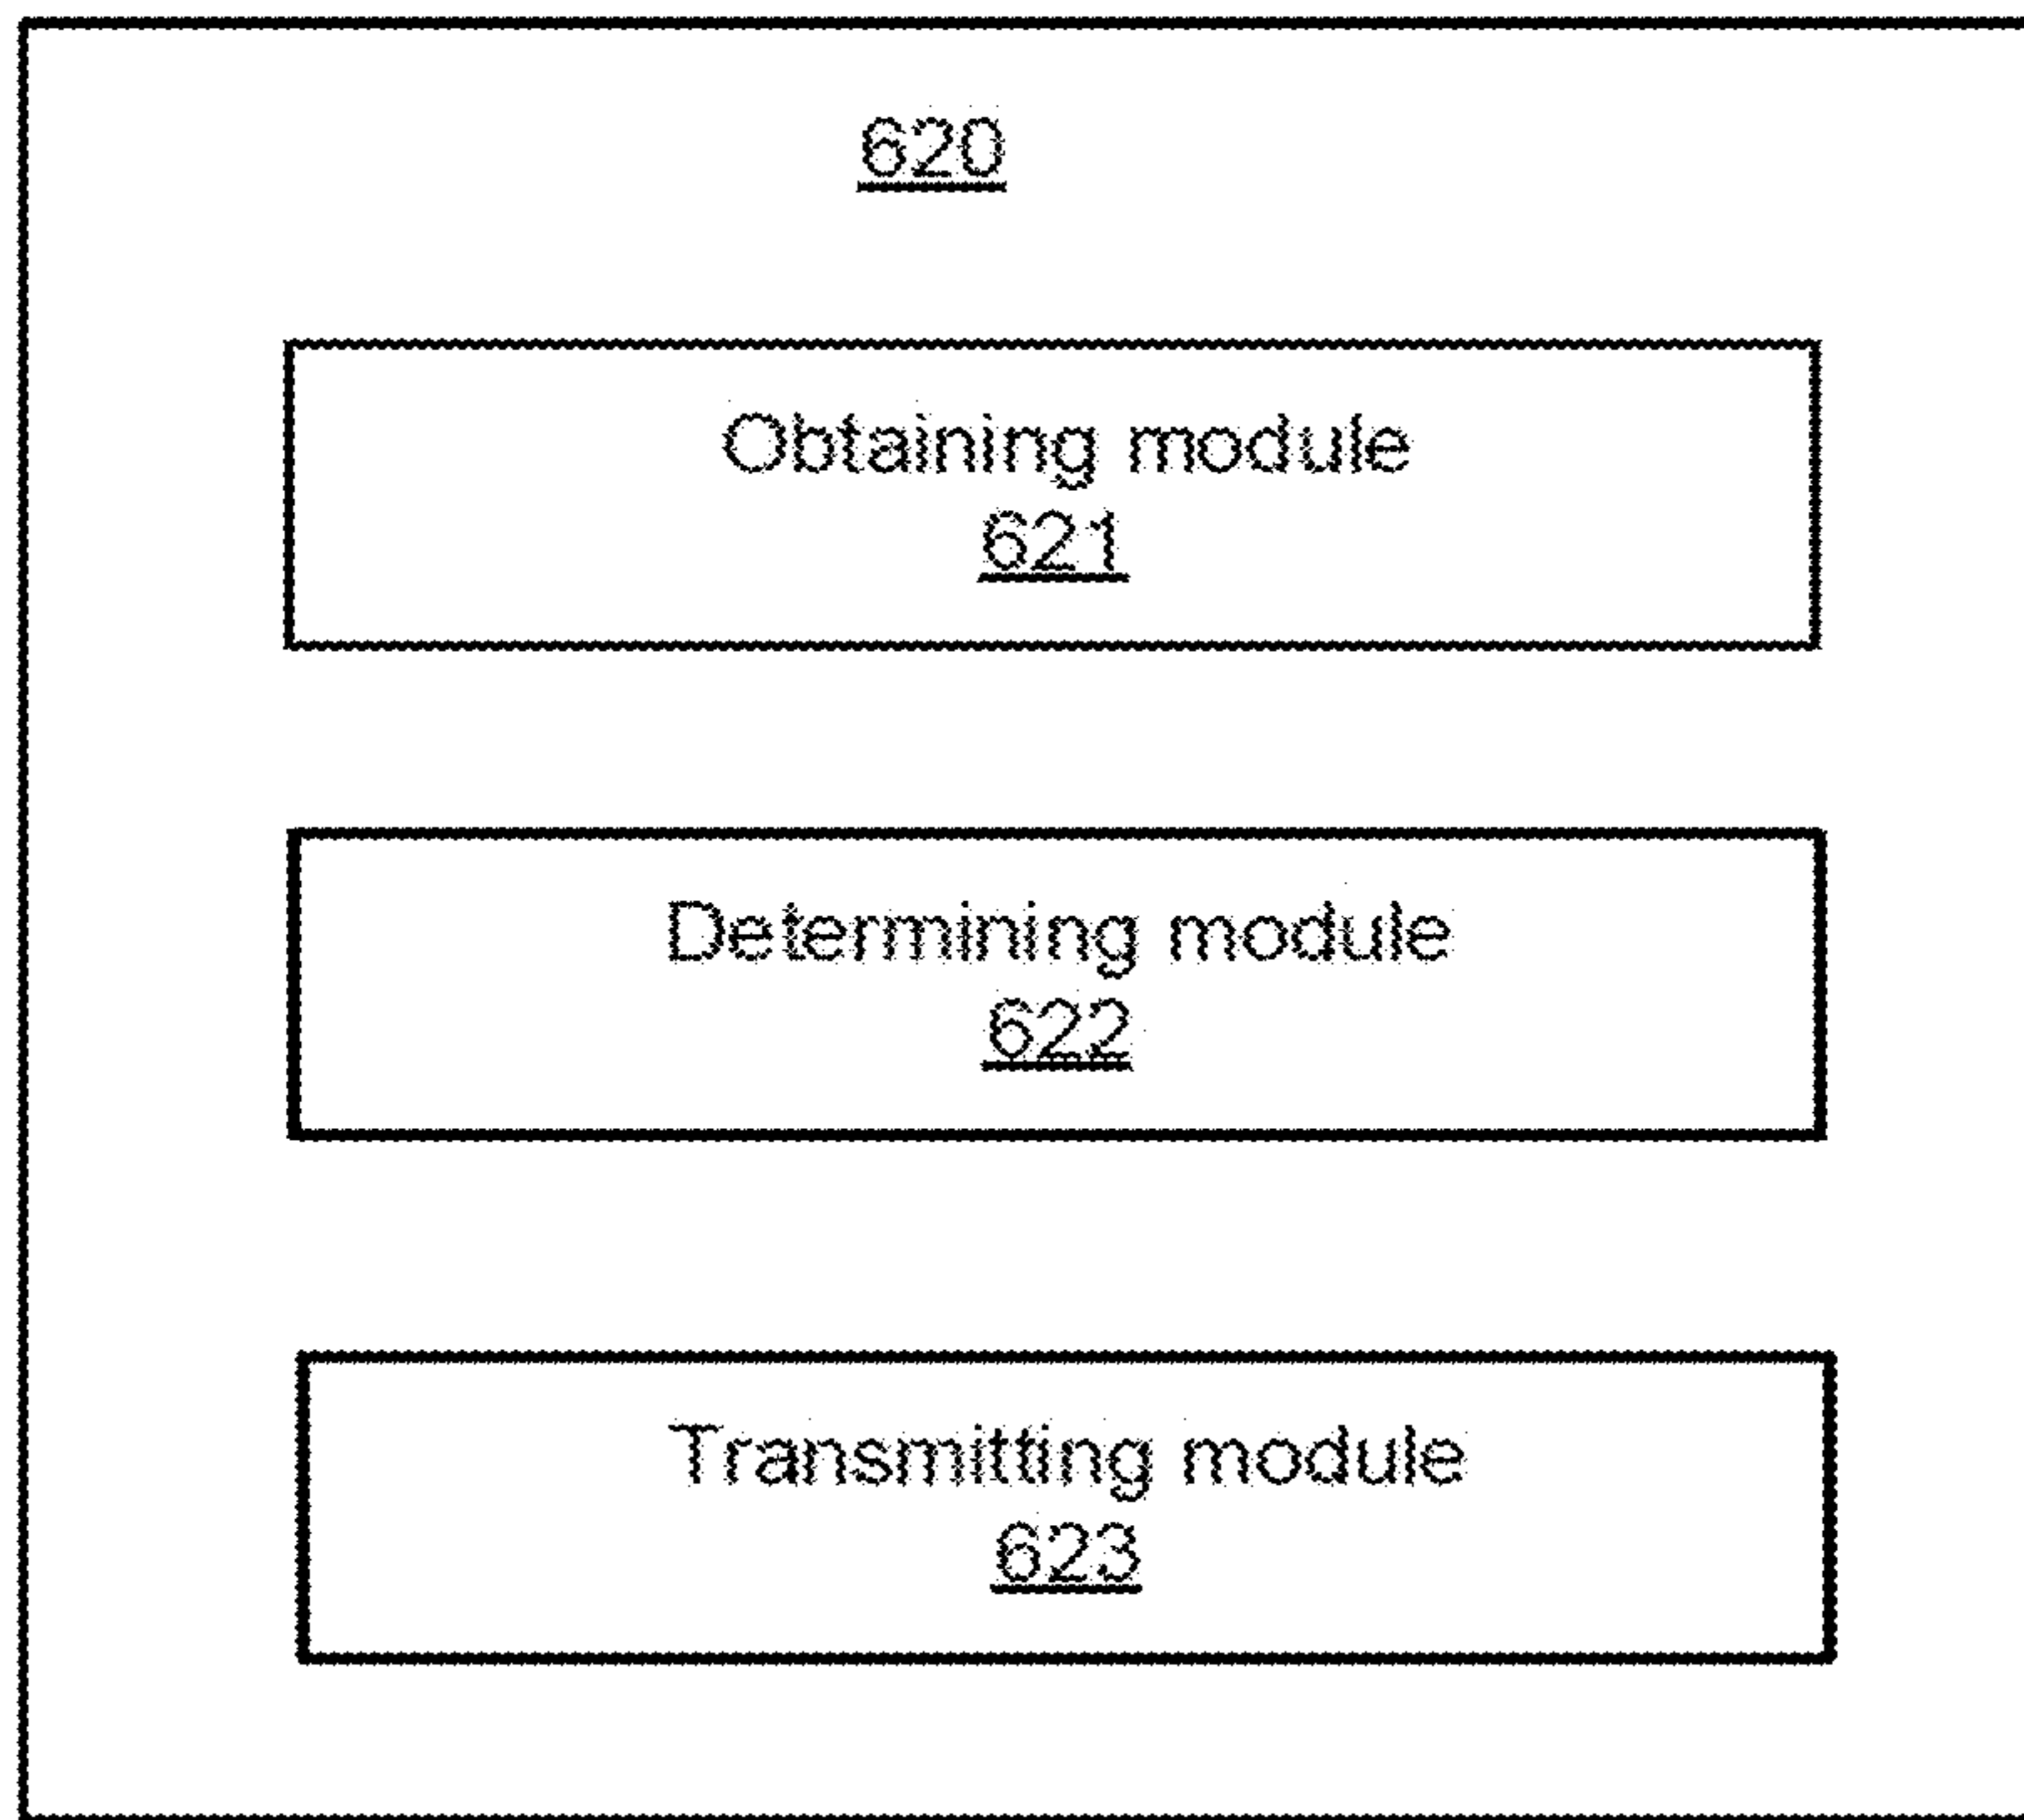 620
Obtaining module
621
Determining module
622
Transmitting module
623